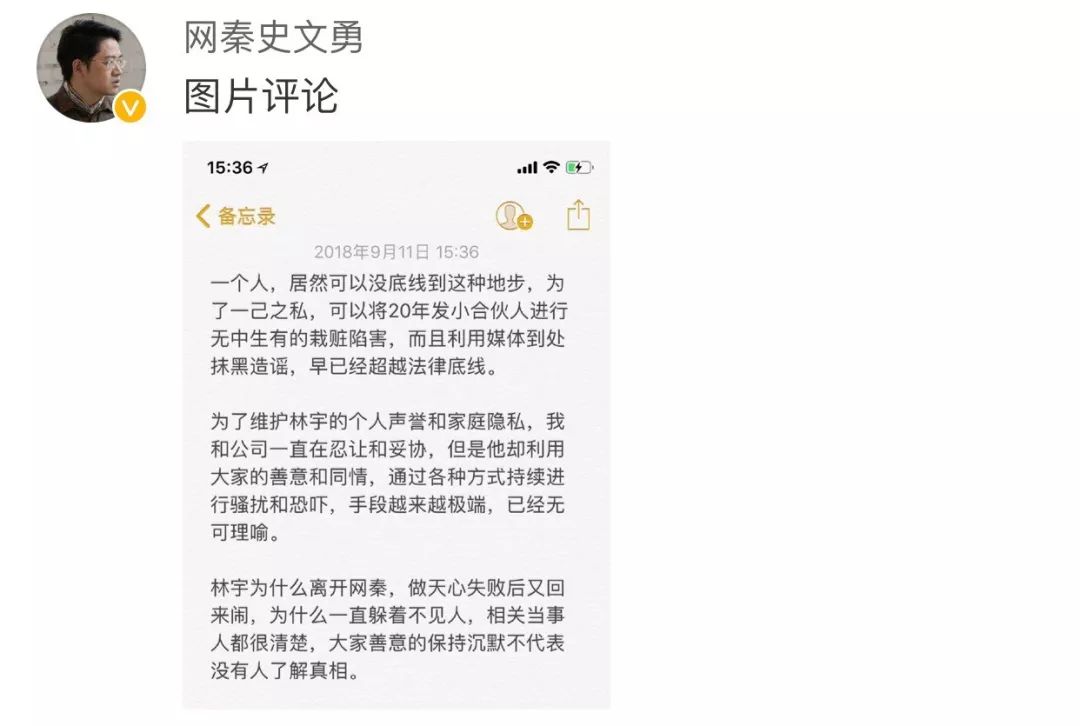 网秦史文勇
图片评论
15:36
备忘录
2018年9月11日 15:36
一个人，居然可以没底线到这种地步，为
了一己之私，可以将20年发小合伙人进行
无中生有的栽赃陷害，而且利用媒体到处
抹黑造谣，早已经超越法律底线。
为了维护林宇的个人声誉和家庭隐私，我
和公司一直在忍让和妥协，但是他却利用
大家的善意和同情，通过各种方式持续进
行骚扰和恐吓，手段越来越极端，已经无
可理喻。
林宇为什么离开网秦，做天心失败后又回
来闹，为什么一直躲着不见人，相关当事
人都很清楚，大家善意的保持沉默不代表
没有人了解真相。